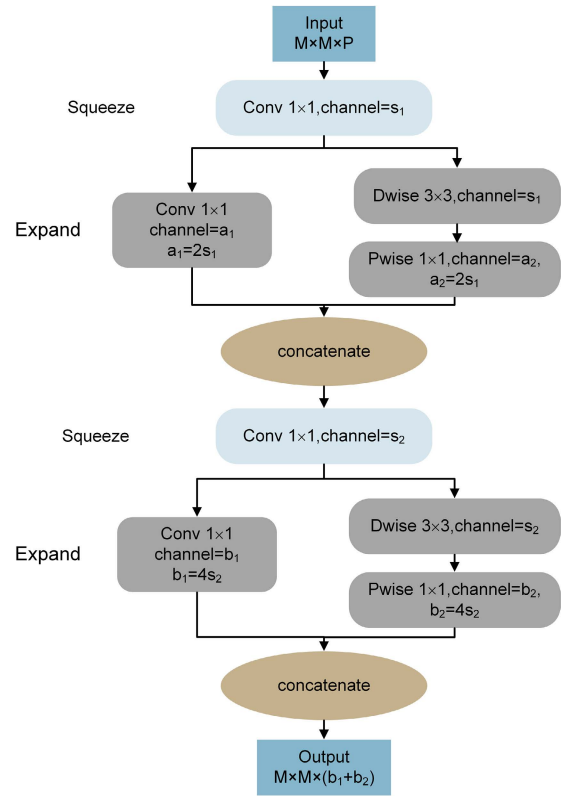 Input
M×M×P
Squeeze
Conv 1×1,channel=s₁
Expand
Conv 1×1
channel=a₁
a₁=2s₁
Dwise 3×3,channel=s₁
Pwise 1×1,channel=a₂,
a₂=2s₁
concatenate
Squeeze
Conv 1×1,channel=s₂
Expand
Conv 1×1
channel=b₁
b₁=4s₂
Dwise 3×3,channel=s₂
Pwise 1×1,channel=b₂,
b₂=4s₂
concatenate
Output
M×M×(b₁+b₂)